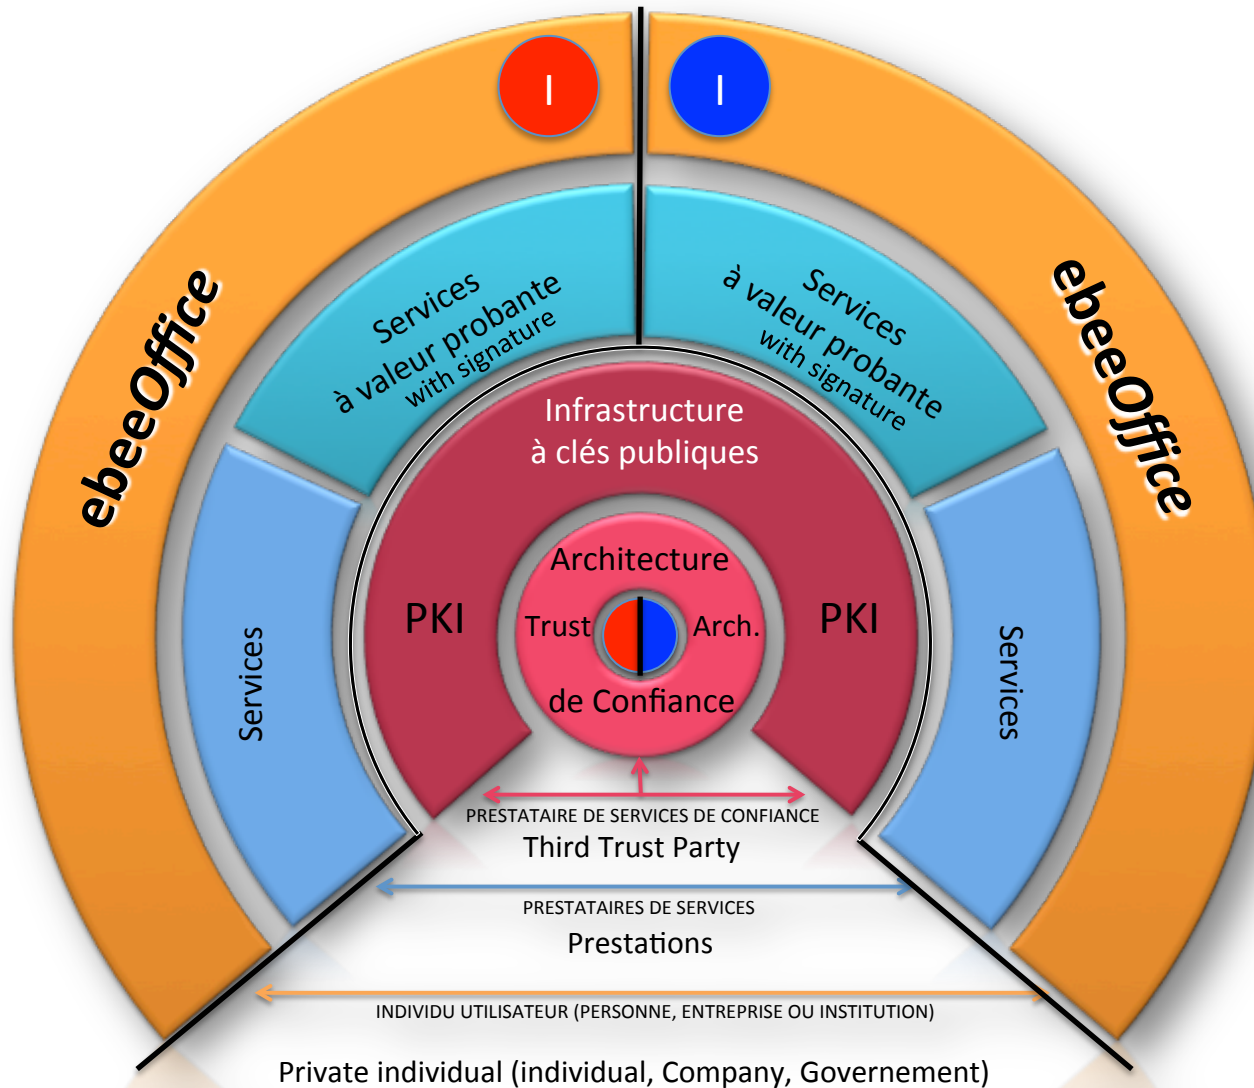 I
I
ebeeOffice
ebeeOffice
Services
à valeur probante
with signature
Services
à valeur probante
with signature
Infrastructure
à clés publiques
PKI
PKI
Architecture
Trust
Arch.
de Confiance
Services
Services
PRESTATAIRE DE SERVICES DE CONFIANCE
Third Trust Party
PRESTATAIRES DE SERVICES
Prestations
INDIVIDU UTILISATEUR (PERSONNE, ENTREPRISE OU INSTITUTION)
Private individual (individual, Company, Governement)